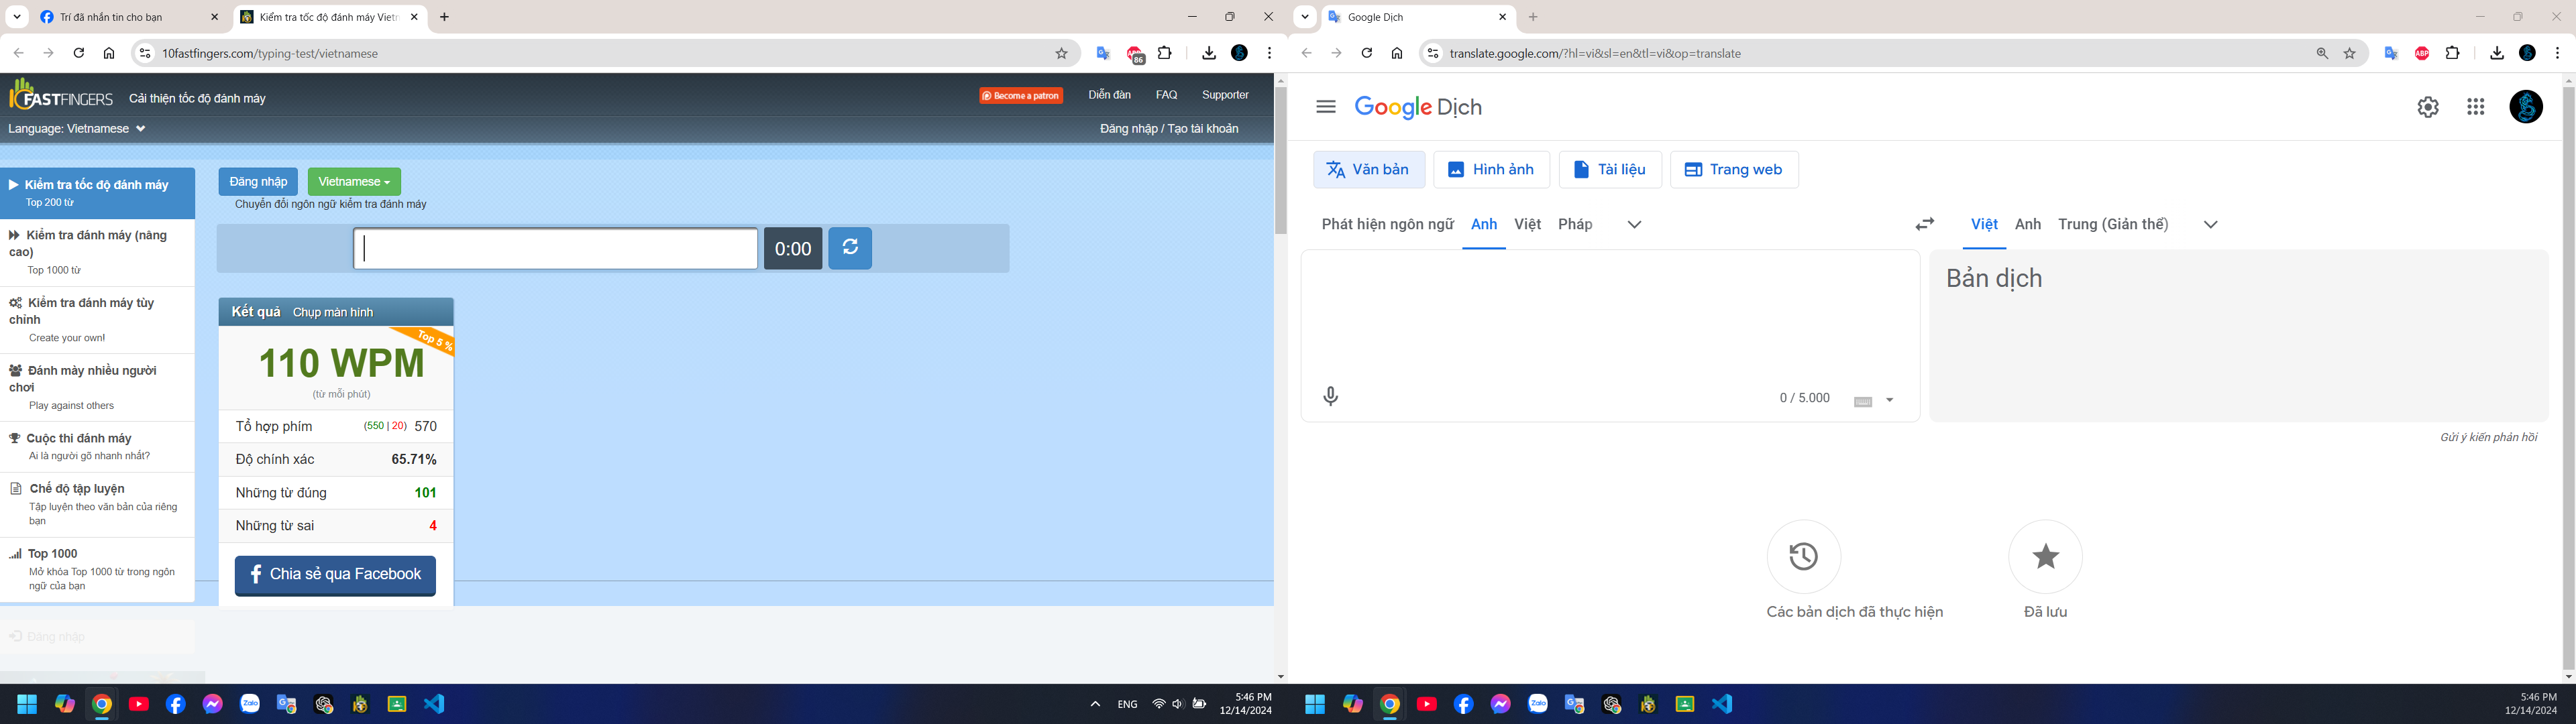 Trí đã nhắn tin cho bạn
Kiểm tra tốc độ đánh máy Vietn
10fastfingers.com/typing-test/vietnamese
86
FASTFINGERS
Cải thiện tốc độ đánh máy
Become a patron
Diễn đàn
FAQ
Supporter
Language: Vietnamese
Đăng nhập / Tạo tài khoản
Kiểm tra tốc độ đánh máy
Top 200 từ
Kiểm tra đánh máy (nâng
cao)
Top 1000 từ
Kiểm tra đánh máy tùy
chỉnh
Create your own!
Đánh máy nhiều người
chơi
Play against others
Cuộc thi đánh máy
Ai là người gõ nhanh nhất?
Chế độ tập luyện
Tập luyện theo văn bản của riêng
bạn
Top 1000
Mở khóa Top 1000 từ trong ngôn
ngữ của bạn
Đăng nhập
Đăng nhập
Vietnamese
Chuyển đổi ngôn ngữ kiểm tra đánh máy
0:00
Kết quả Chụp màn hình
Top 5 %
110 WPM
(từ mỗi phút)
Tổ hợp phím (550 | 20) 570
Độ chính xác 65.71%
Những từ đúng 101
Những từ sai 4
Chia sẻ qua Facebook
Zalo
ENG
5:46 PM
12/14/2024
Google Dịch
translate.google.com/?hl=vi&sl=en&tl=vi&op=translate
ABP
Google Dịch
Văn bản
Hình ảnh
Tài liệu
Trang web
Phát hiện ngôn ngữ Anh Việt Pháp
Việt Anh Trung (Giản thể)
Bản dịch
0 / 5.000
Gửi ý kiến phản hồi
Các bản dịch đã thực hiện
Đã lưu
Zalo
5:46 PM
12/14/2024